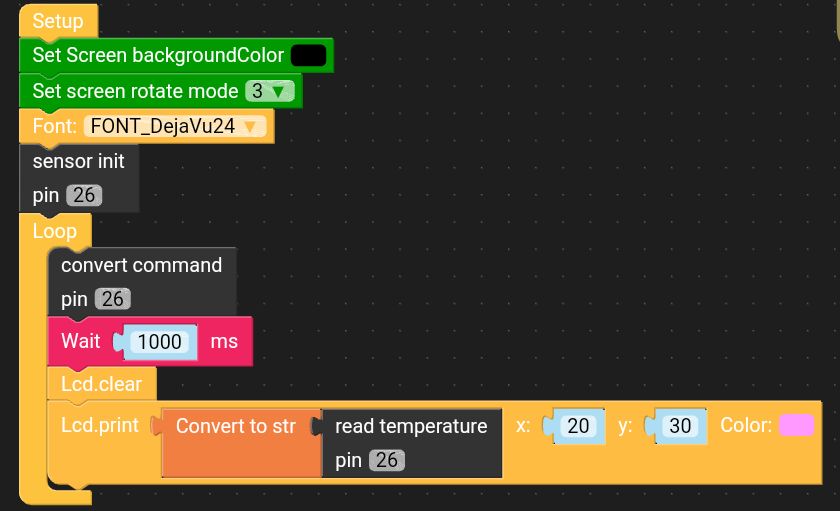 Setup
Set Screen backgroundColor
Set screen rotate mode 3
Font: FONT_DejaVu24
sensor init
pin 26
Loop
convert command
pin 26
Wait 1000 ms
Lcd.clear
Lcd.print Convert to str read temperature x: 20 y: 30 Color:
pin 26